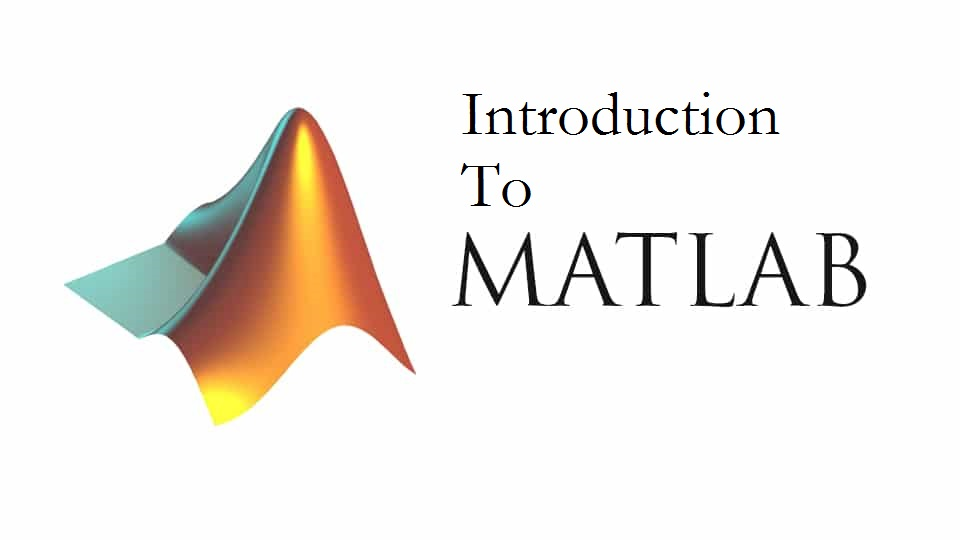 Introduction
To
MATLAB